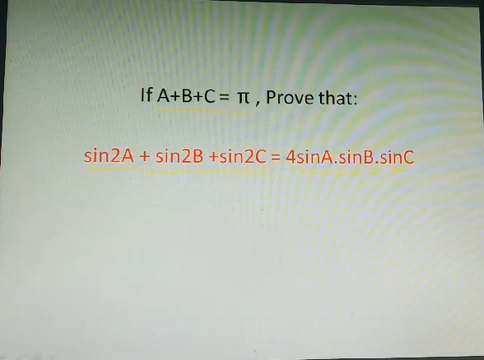 If A+B+C = π , Prove that:
sin2A + sin2B +sin2C = 4sinA.sinB.sinC